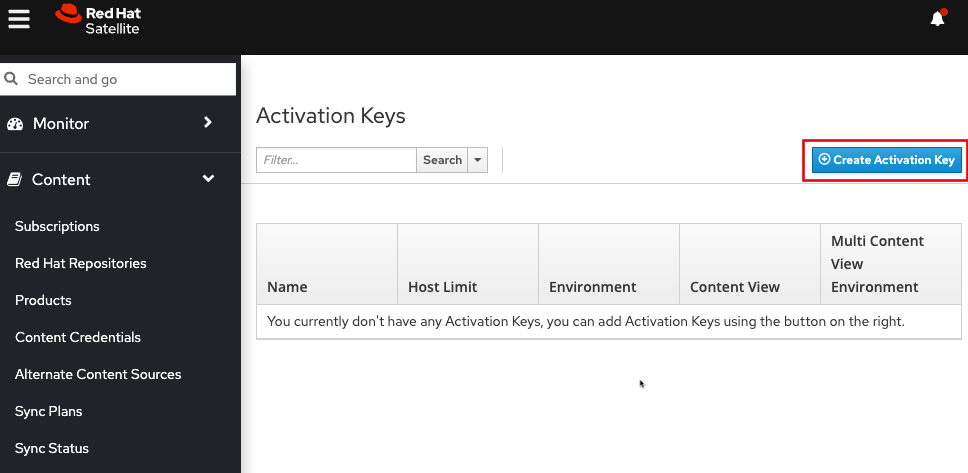 Red Hat
Satellite
Search and go
Monitor
Content
Subscriptions
Red Hat Repositories
Products
Content Credentials
Alternate Content Sources
Sync Plans
Sync Status
Activation Keys
Filter...
Search
Create Activation Key
Name
Host Limit
Environment
Content View
Multi Content
View
Environment
You currently don't have any Activation Keys, you can add Activation Keys using the button on the right.